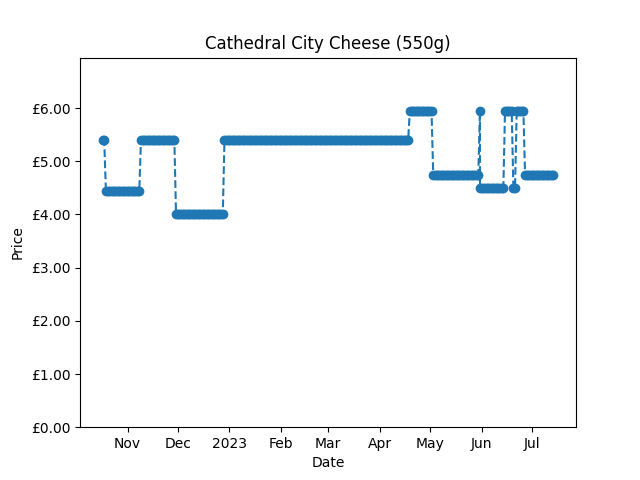 Cathedral City Cheese (550g)
£6.00
£5.00
£4.00
£3.00
£2.00
£1.00
£0.00
Price
Nov Dec 2023 Feb Mar Apr May Jun Jul
Date